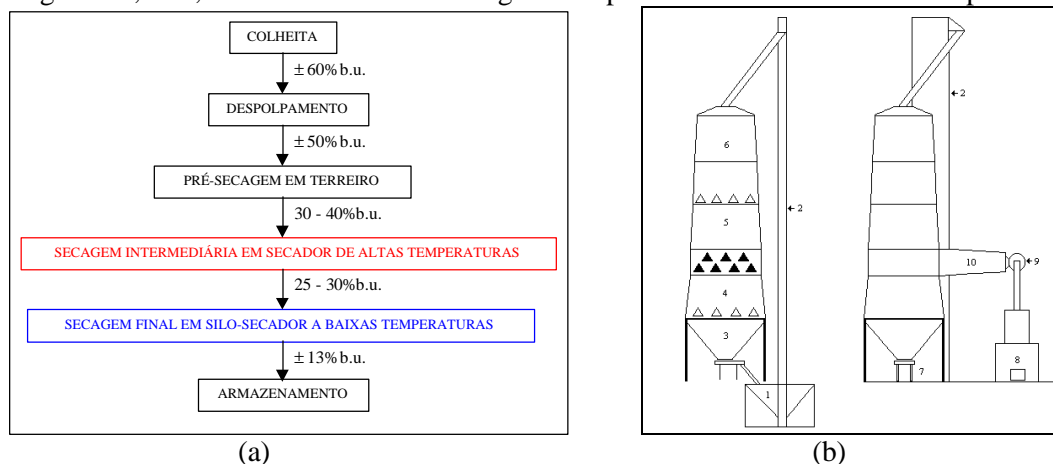 COLHEITA
± 60% b.u.
DESPOLPAMENTO
± 50% b.u.
PRÉ-SECAGEM EM TERREIRO
30 - 40%b.u.
SECAGEM INTERMEDIÁRIA EM SECADOR DE ALTAS TEMPERATURAS
25 - 30%b.u.
SECAGEM FINAL EM SILO-SECADOR A BAIXAS TEMPERATURAS
± 13% b.u.
ARMAZENAMENTO
(a)
2
6
2
5
10
9
4
3
8
7
1
(b)